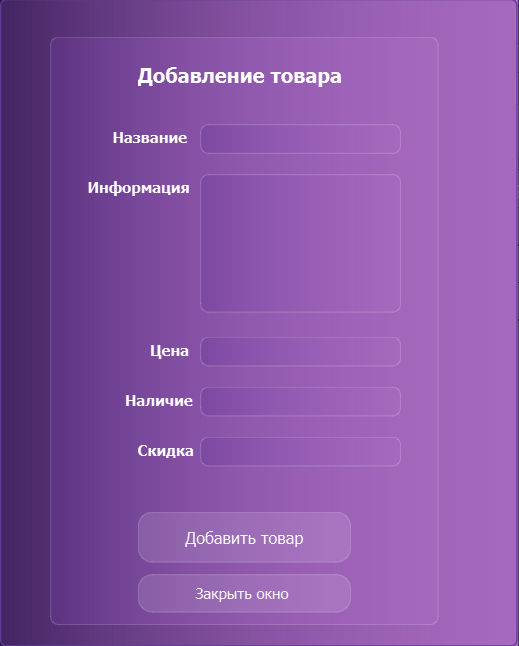 Добавление товара
Название
Информация
Цена
Наличие
Скидка
Добавить товар
Закрыть окно